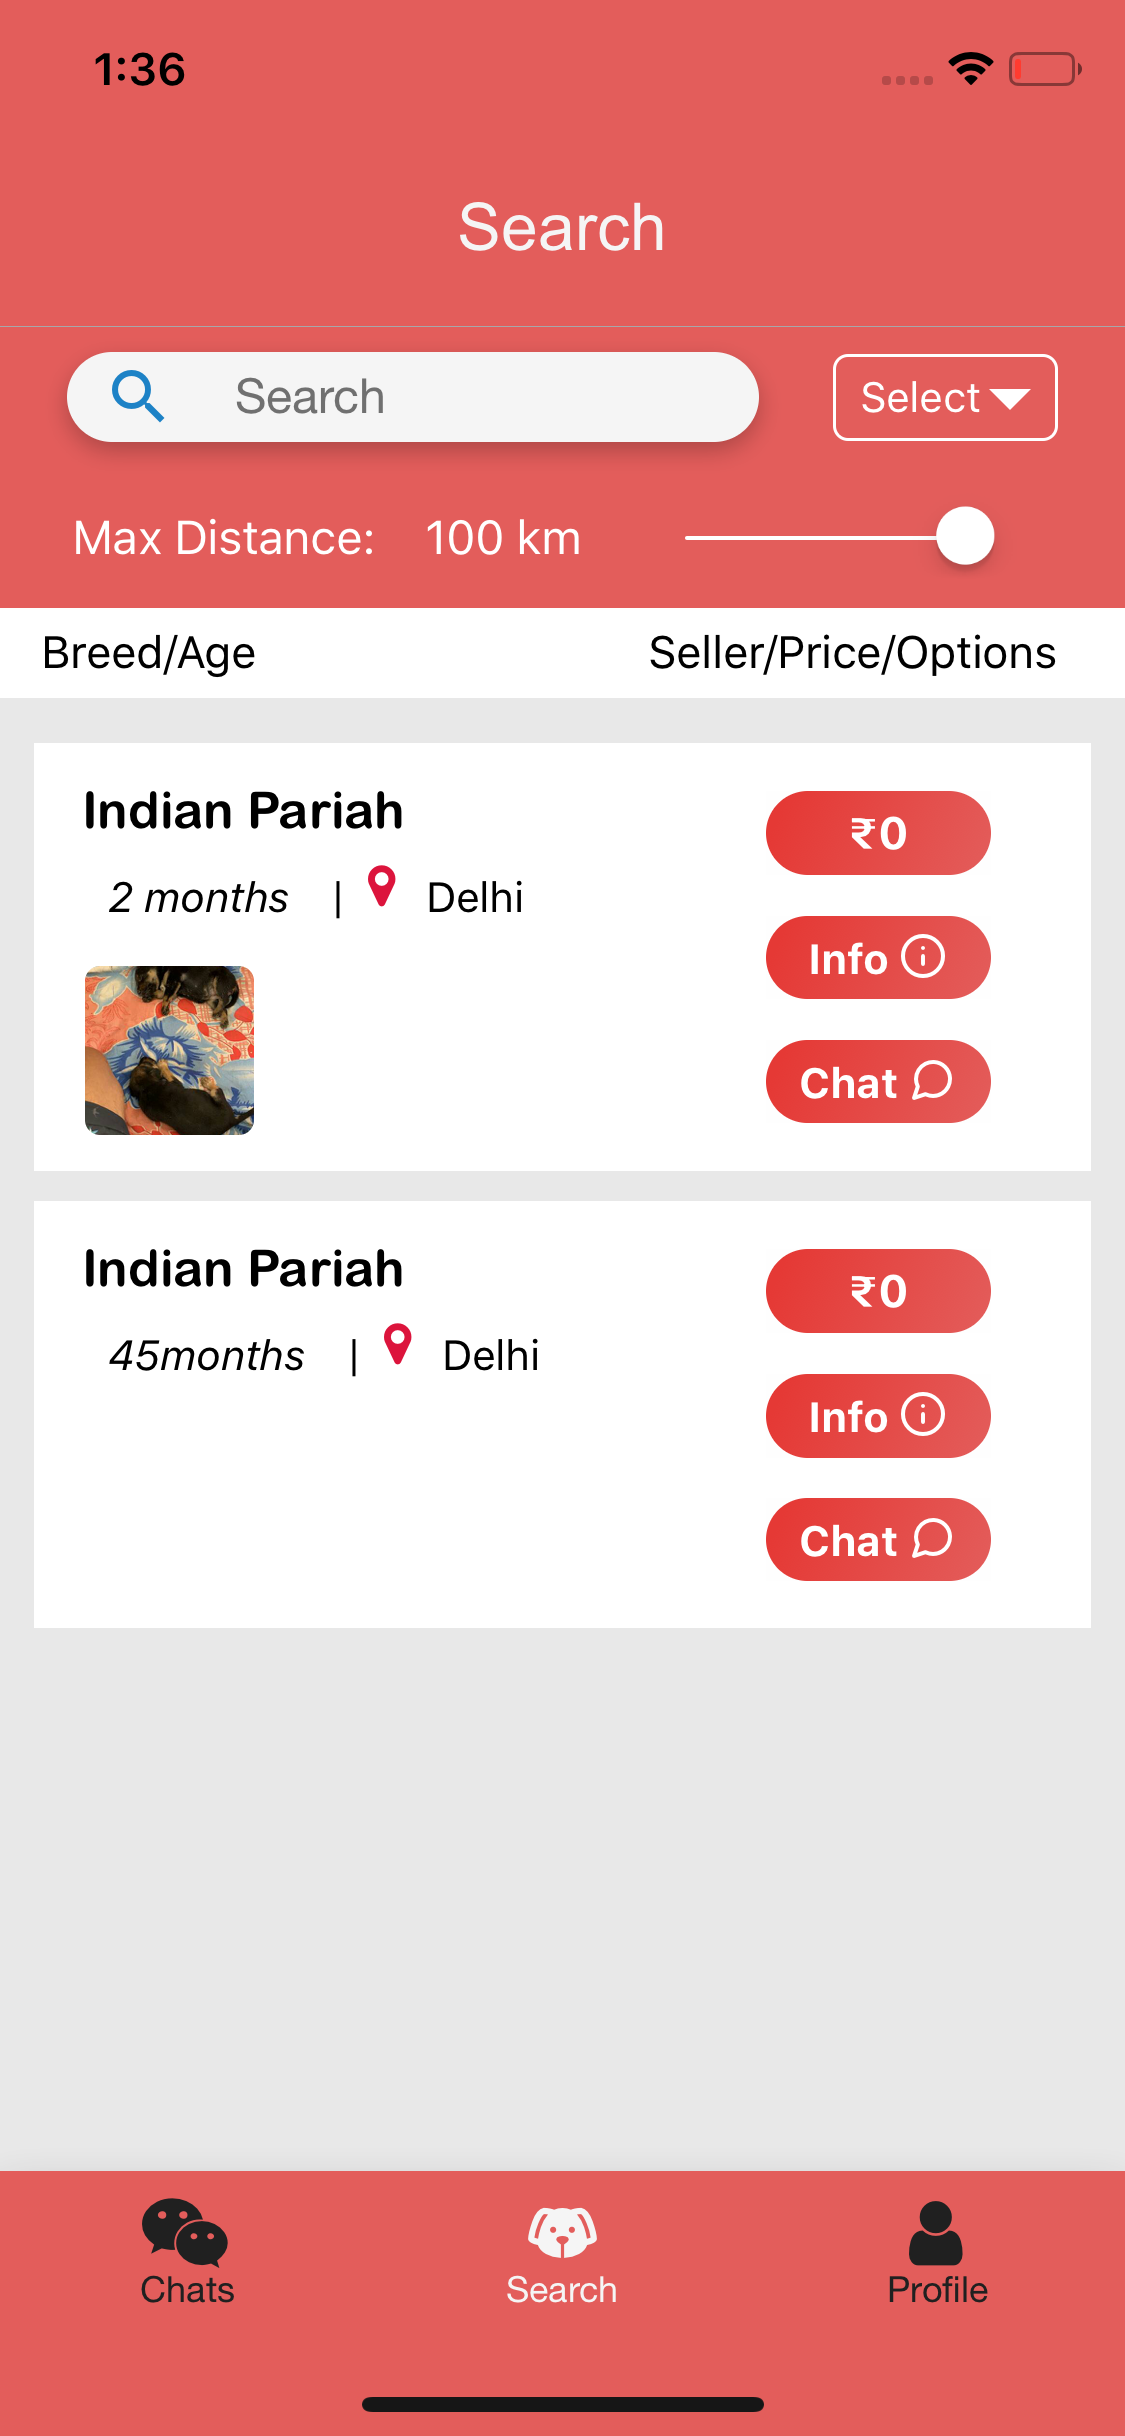 1:36
Search
Search
Select
Max Distance: 100 km
Breed/Age
Seller/Price/Options
Indian Pariah
2 months | Delhi
₹0
Info
Chat
Indian Pariah
45months | Delhi
₹0
Info
Chat
Chats
Search
Profile